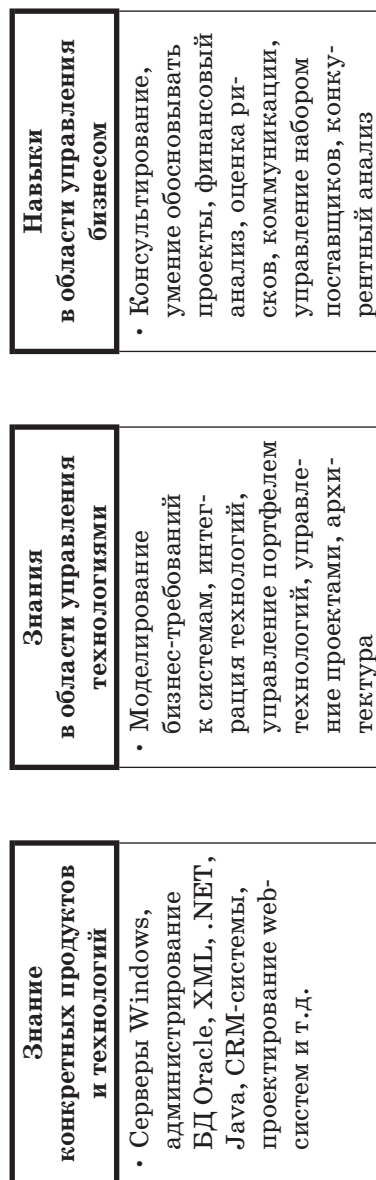 Знание
конкретных продуктов
и технологий
• Серверы Windows,
администрирование
БД Oracle, XML, .NET,
Java, CRM-системы,
проектирование web-
систем и т.д.
Знания
в области управления
технологиями
• Моделирование
бизнес-требований
к системам, интег-
рация технологий,
управление портфелем
технологий, управле-
ние проектами, архи-
тектура
Навыки
в области управления
бизнесом
• Консультирование,
умение обосновывать
проекты, финансовый
анализ, оценка ри-
сков, коммуникации,
управление набором
поставщиков, конку-
рентный анализ